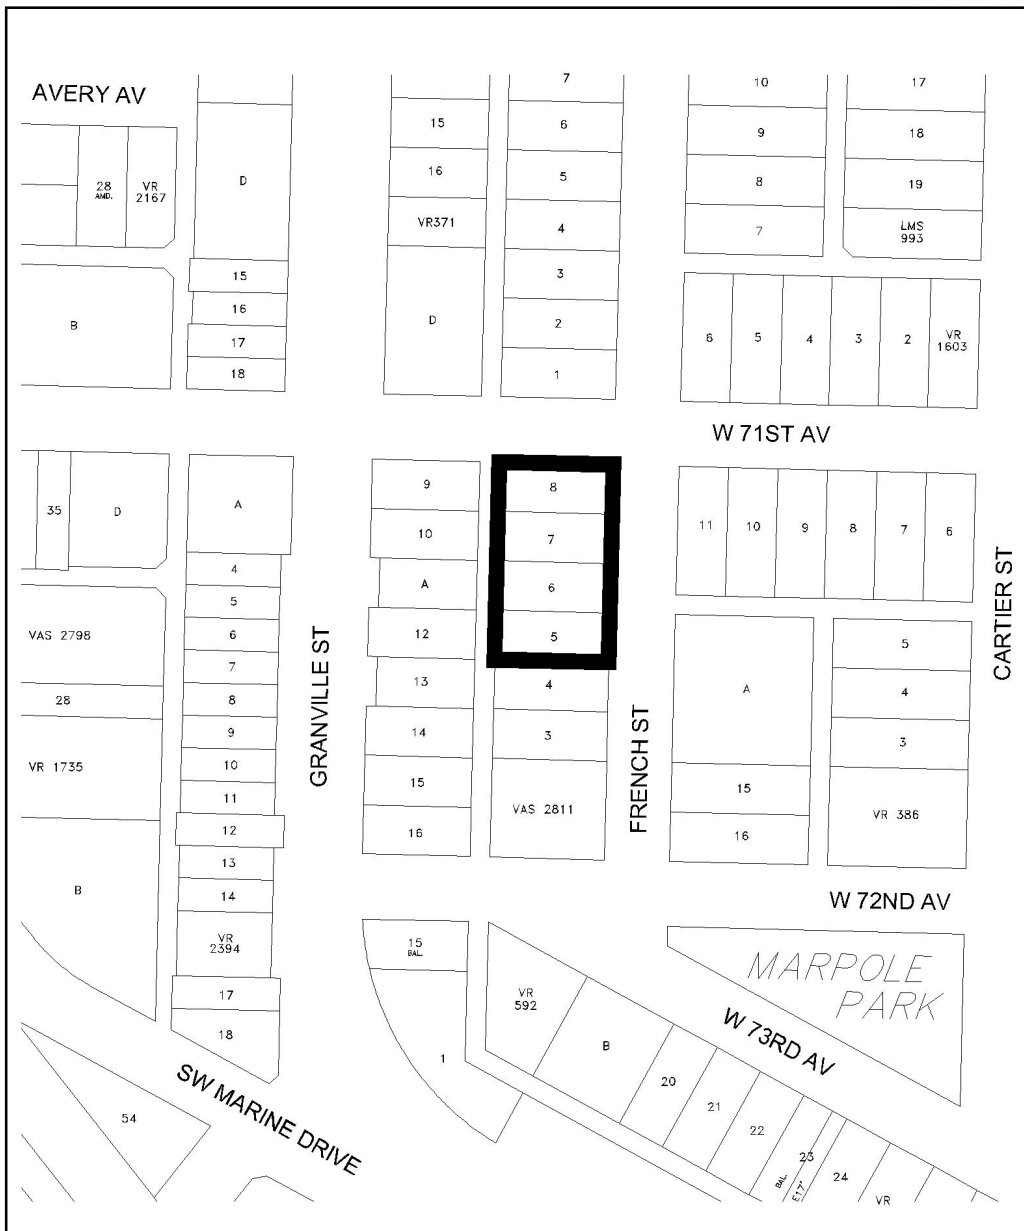 AVERY AV
7
10
17
15
6
9
18
28
AMD.
VR
2167
D
16
5
8
19
VR371
4
7
LMS
993
15
3
B
16
D
2
6
5
4
3
2
VR
1603
17
18
1
W 71ST AV
35
D
A
9
8
11
10
9
8
7
6
10
7
4
A
6
5
CARTIER ST
VAS 2798
6
12
5
5
7
GRANVILLE ST
13
4
A
4
28
8
9
14
3
FRENCH ST
3
VR 1735
10
15
15
11
VAS 2811
VR 386
12
16
16
13
B
14
W 72ND AV
VR
2394
15
BAL.
MARPOLE
PARK
17
VR
592
18
1
B
W 73RD AV
SW MARINE DRIVE
20
21
54
22
23
BAL.
E17'
24
VR